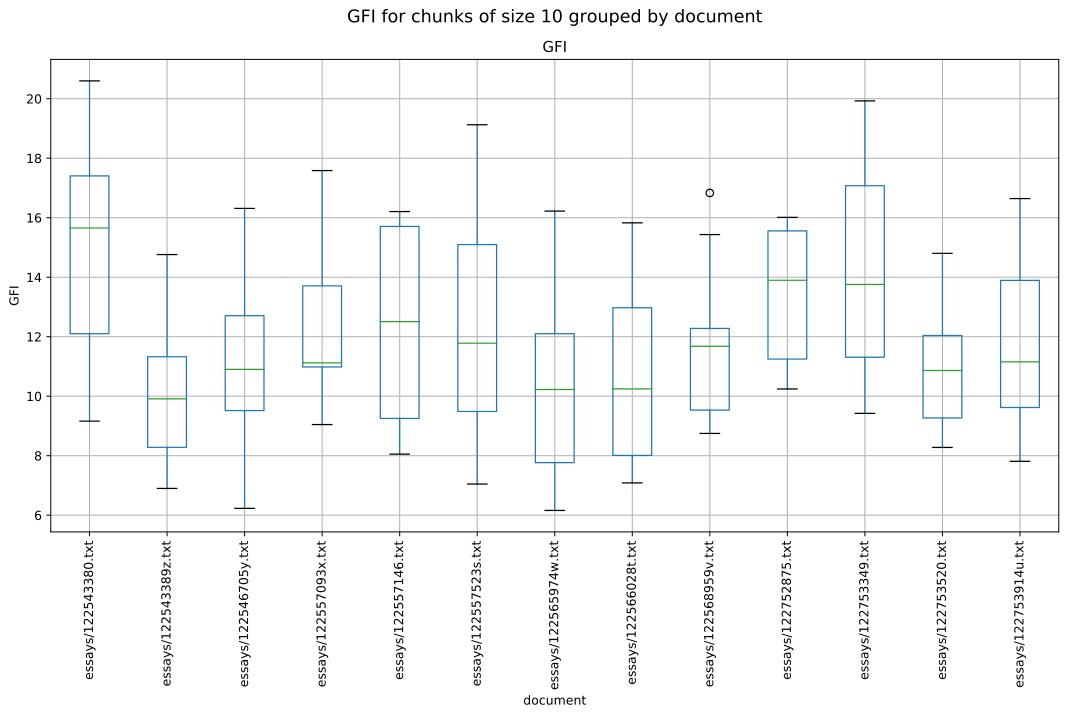 GFI for chunks of size 10 grouped by document
GFI
GFI
20
18
16
14
12
10
8
6
essays/122543380.txt
essays/122543389z.txt
essays/122546705y.txt
essays/122557093x.txt
essays/122557146.txt
essays/122557523s.txt
essays/122565974w.txt
essays/122566028t.txt
essays/122568959v.txt
essays/122752875.txt
essays/122753349.txt
essays/122753520.txt
essays/122753914u.txt
document